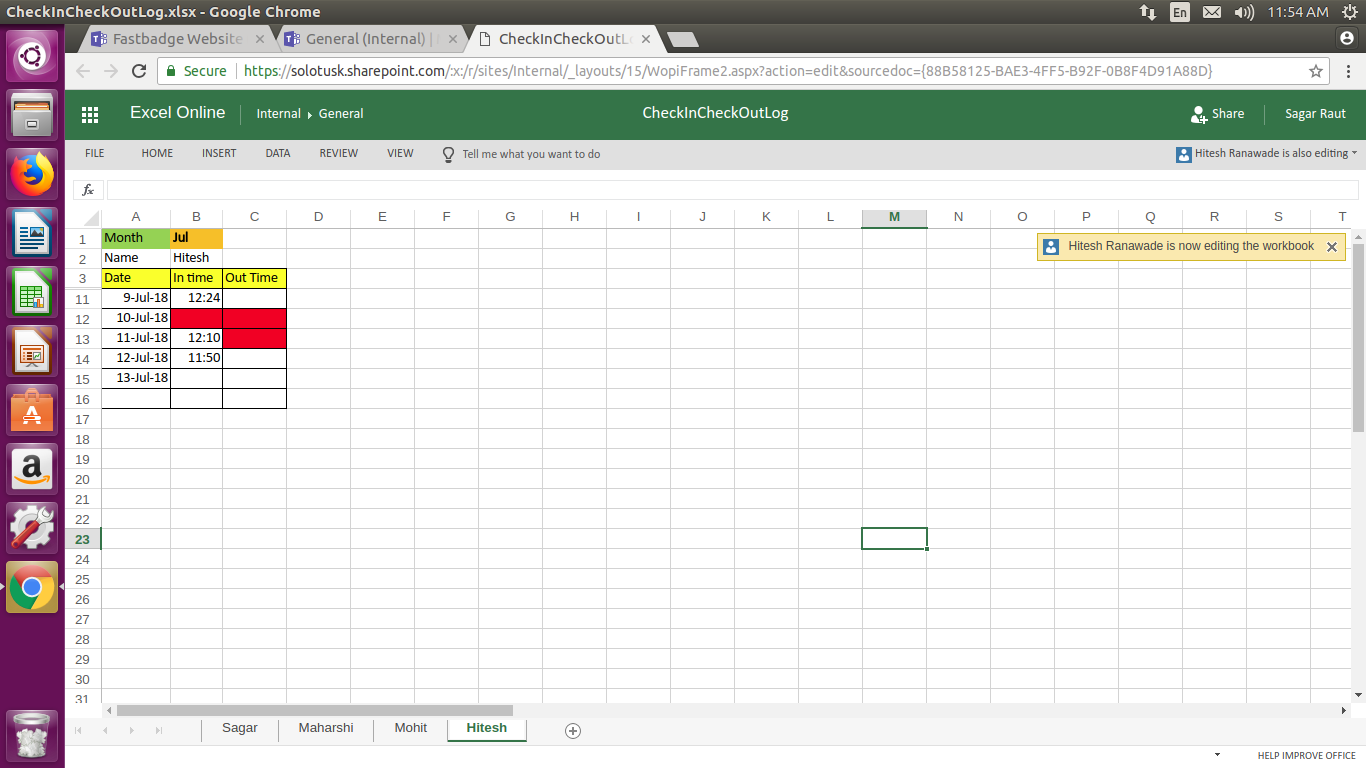 CheckInCheckOutLog.xlsx - Google Chrome
En
11:54 AM
Fastbadge Website
General (Internal) |
CheckInCheckOutL
Secure
https://solotusk.sharepoint.com/:x:/r/sites/Internal/_layouts/15/WopiFrame2.aspx?action=edit&sourcedoc={88B58125-BAE3-4FF5-B92F-0B8F4D91A88D}
Excel Online
Internal ▸ General
CheckInCheckOutLog
Share
Sagar Raut
FILE HOME INSERT DATA REVIEW VIEW Tell me what you want to do
Hitesh Ranawade is also editing
fx
A B C D E F G H I J K L M N O P Q R S T
1 Month Jul
Hitesh Ranawade is now editing the workbook
2 Name Hitesh
3 Date In time Out Time
11 9-Jul-18 12:24
12 10-Jul-18
13 11-Jul-18 12:10
14 12-Jul-18 11:50
15 13-Jul-18
16
17
18
19
20
21
22
23
24
25
26
27
28
29
30
31
Sagar Maharshi Mohit Hitesh
HELP IMPROVE OFFICE